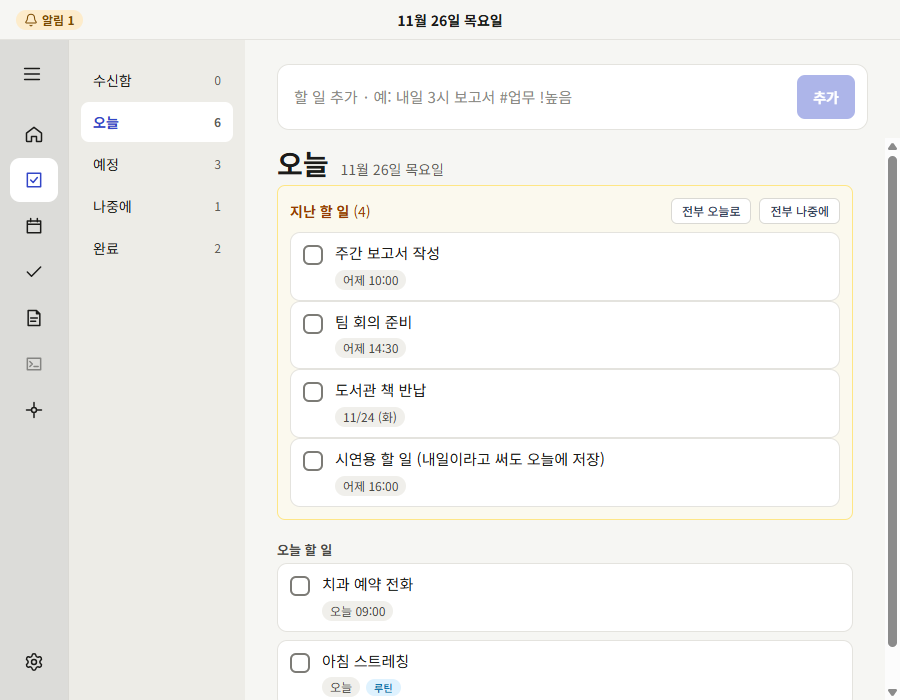 알림 1
11월 26일 목요일
수신함 0
오늘 6
예정 3
나중에 1
완료 2
할 일 추가 · 예: 내일 3시 보고서 #업무 !높음
추가
오늘 11월 26일 목요일
지난 할 일 (4)
전부 오늘로
전부 나중에
주간 보고서 작성
어제 10:00
팀 회의 준비
어제 14:30
도서관 책 반납
11/24 (화)
시연용 할 일 (내일이라고 써도 오늘에 저장)
어제 16:00
오늘 할 일
치과 예약 전화
오늘 09:00
아침 스트레칭
오늘 루틴